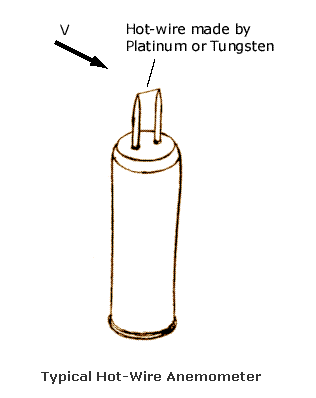 V
Hot-wire made by
Platinum or Tungsten
Typical Hot-Wire Anemometer